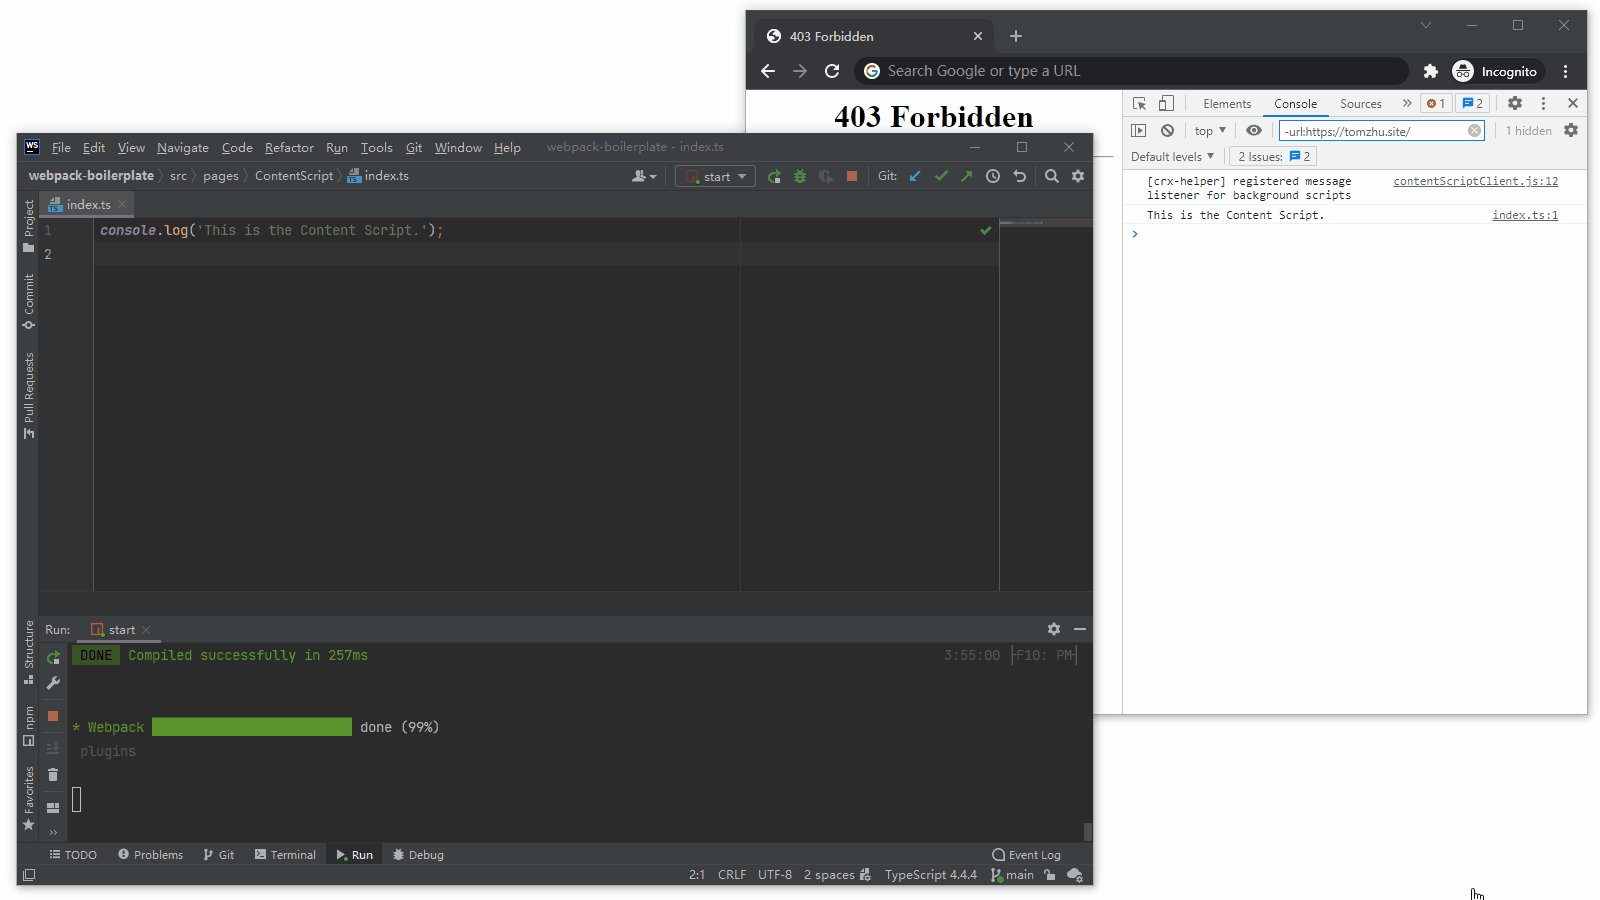 403 Forbidden
Search Google or type a URL
Incognito
403 Forbidden
Elements Console Sources » 1 2
top -url:https://tomzhu.site/ 1 hidden
Default levels 2 Issues: 2
[crx-helper] registered message contentScriptClient.js:12
listener for background scripts
This is the Content Script. index.ts:1
WS File Edit View Navigate Code Refactor Run Tools Git Window Help webpack-boilerplate - index.ts
webpack-boilerplate src pages ContentScript index.ts start Git:
index.ts
Project
Commit
Pull Requests
Structure
npm
Favorites
1 console.log('This is the Content Script.');
2
Run: start
DONE Compiled successfully in 257ms 3:55:00 ├F10: PM┤
* Webpack done (99%)
plugins
TODO Problems Git Terminal Run Debug Event Log
2:1 CRLF UTF-8 2 spaces TypeScript 4.4.4 main